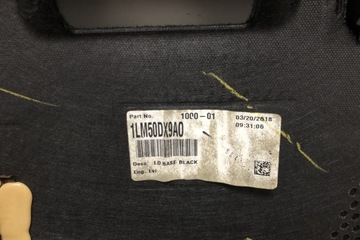 Part No. 1000-01 03/20/2018
1LM50DX9AO 09:31:06
Desc LD BASE BLACK
Eng. Lvl